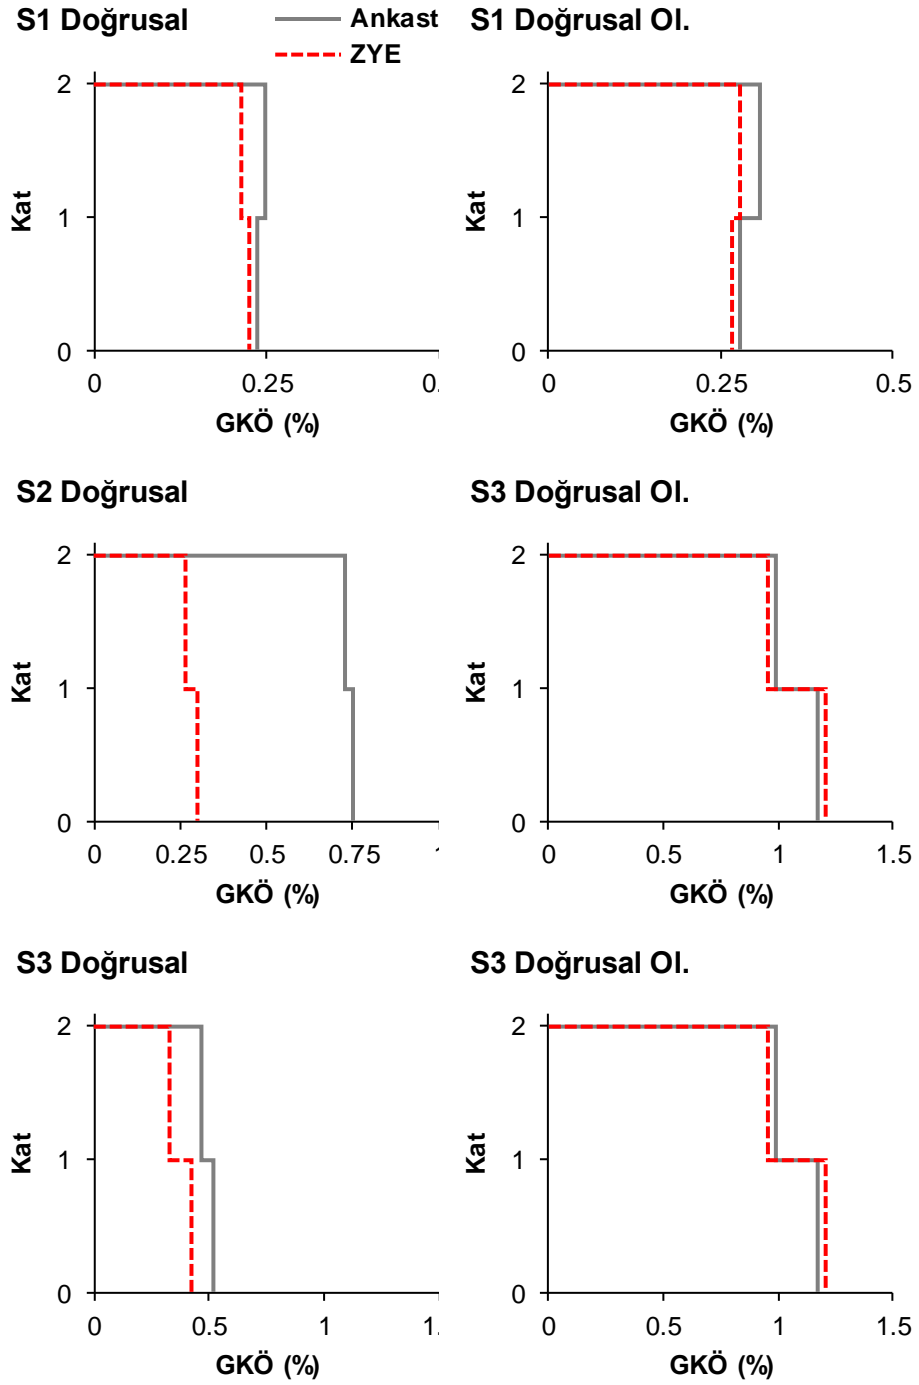 S1 Doğrusal
Ankast
ZYE
2
1
0
Kat
0 0.25 0.
GKÖ (%)
S1 Doğrusal Ol.
2
1
0
Kat
0 0.25 0.5
GKÖ (%)
S2 Doğrusal
2
1
0
Kat
0 0.25 0.5 0.75
GKÖ (%)
S3 Doğrusal Ol.
2
1
0
Kat
0 0.5 1 1.5
GKÖ (%)
S3 Doğrusal
2
1
0
Kat
0 0.5 1 1.
GKÖ (%)
S3 Doğrusal Ol.
2
1
0
Kat
0 0.5 1 1.5
GKÖ (%)